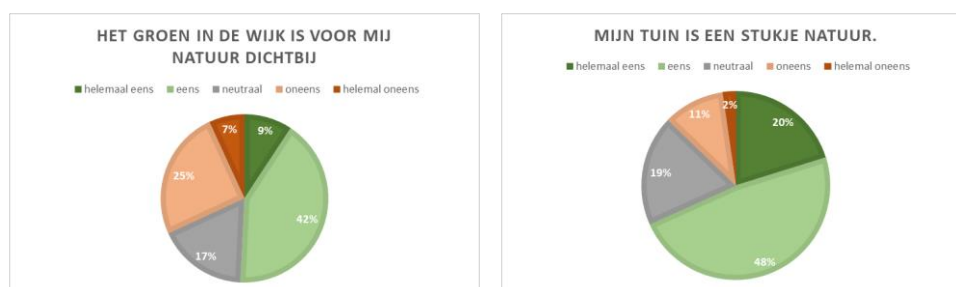 HET GROEN IN DE WIJK IS VOOR MIJ
NATUUR DICHTBIJ
helemaal eens eens neutraal oneens helemal oneens
7% 9%
25%
42%
17%
MIJN TUIN IS EEN STUKJE NATUUR.
helemaal eens eens neutraal oneens helemal oneens
2%
11% 20%
19%
48%